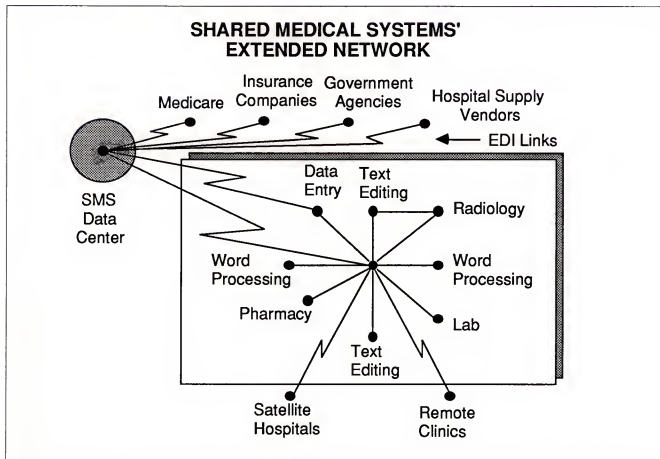 SHARED MEDICAL SYSTEMS'
EXTENDED NETWORK
Medicare
Insurance
Companies
Government
Agencies
Hospital Supply
Vendors
EDI Links
SMS
Data
Center
Data
Entry
Text
Editing
Radiology
Word
Processing
Word
Processing
Pharmacy
Lab
Text
Editing
Satellite
Hospitals
Remote
Clinics